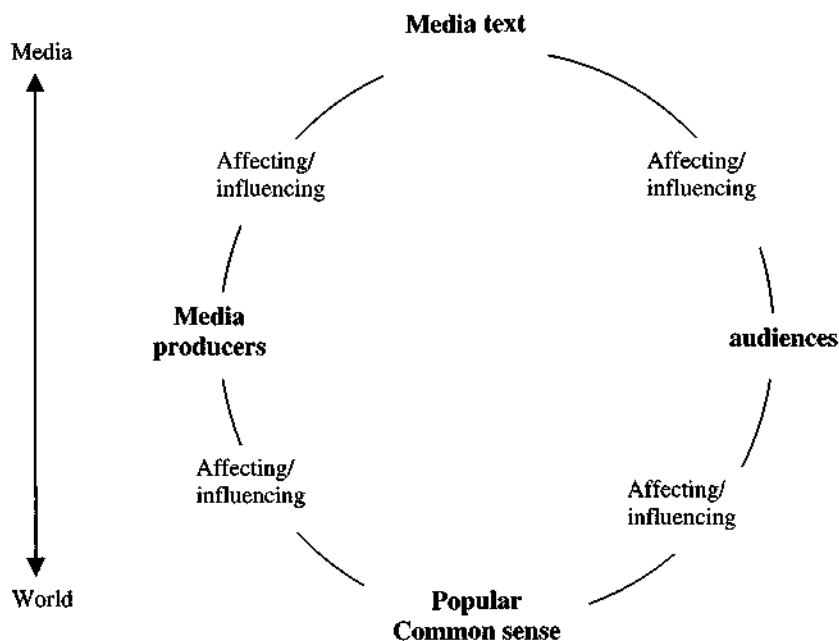 Media text
Media
Affecting/
influencing
Affecting/
influencing
Media
producers
audiences
Affecting/
influencing
Affecting/
influencing
World
Popular
Common sense